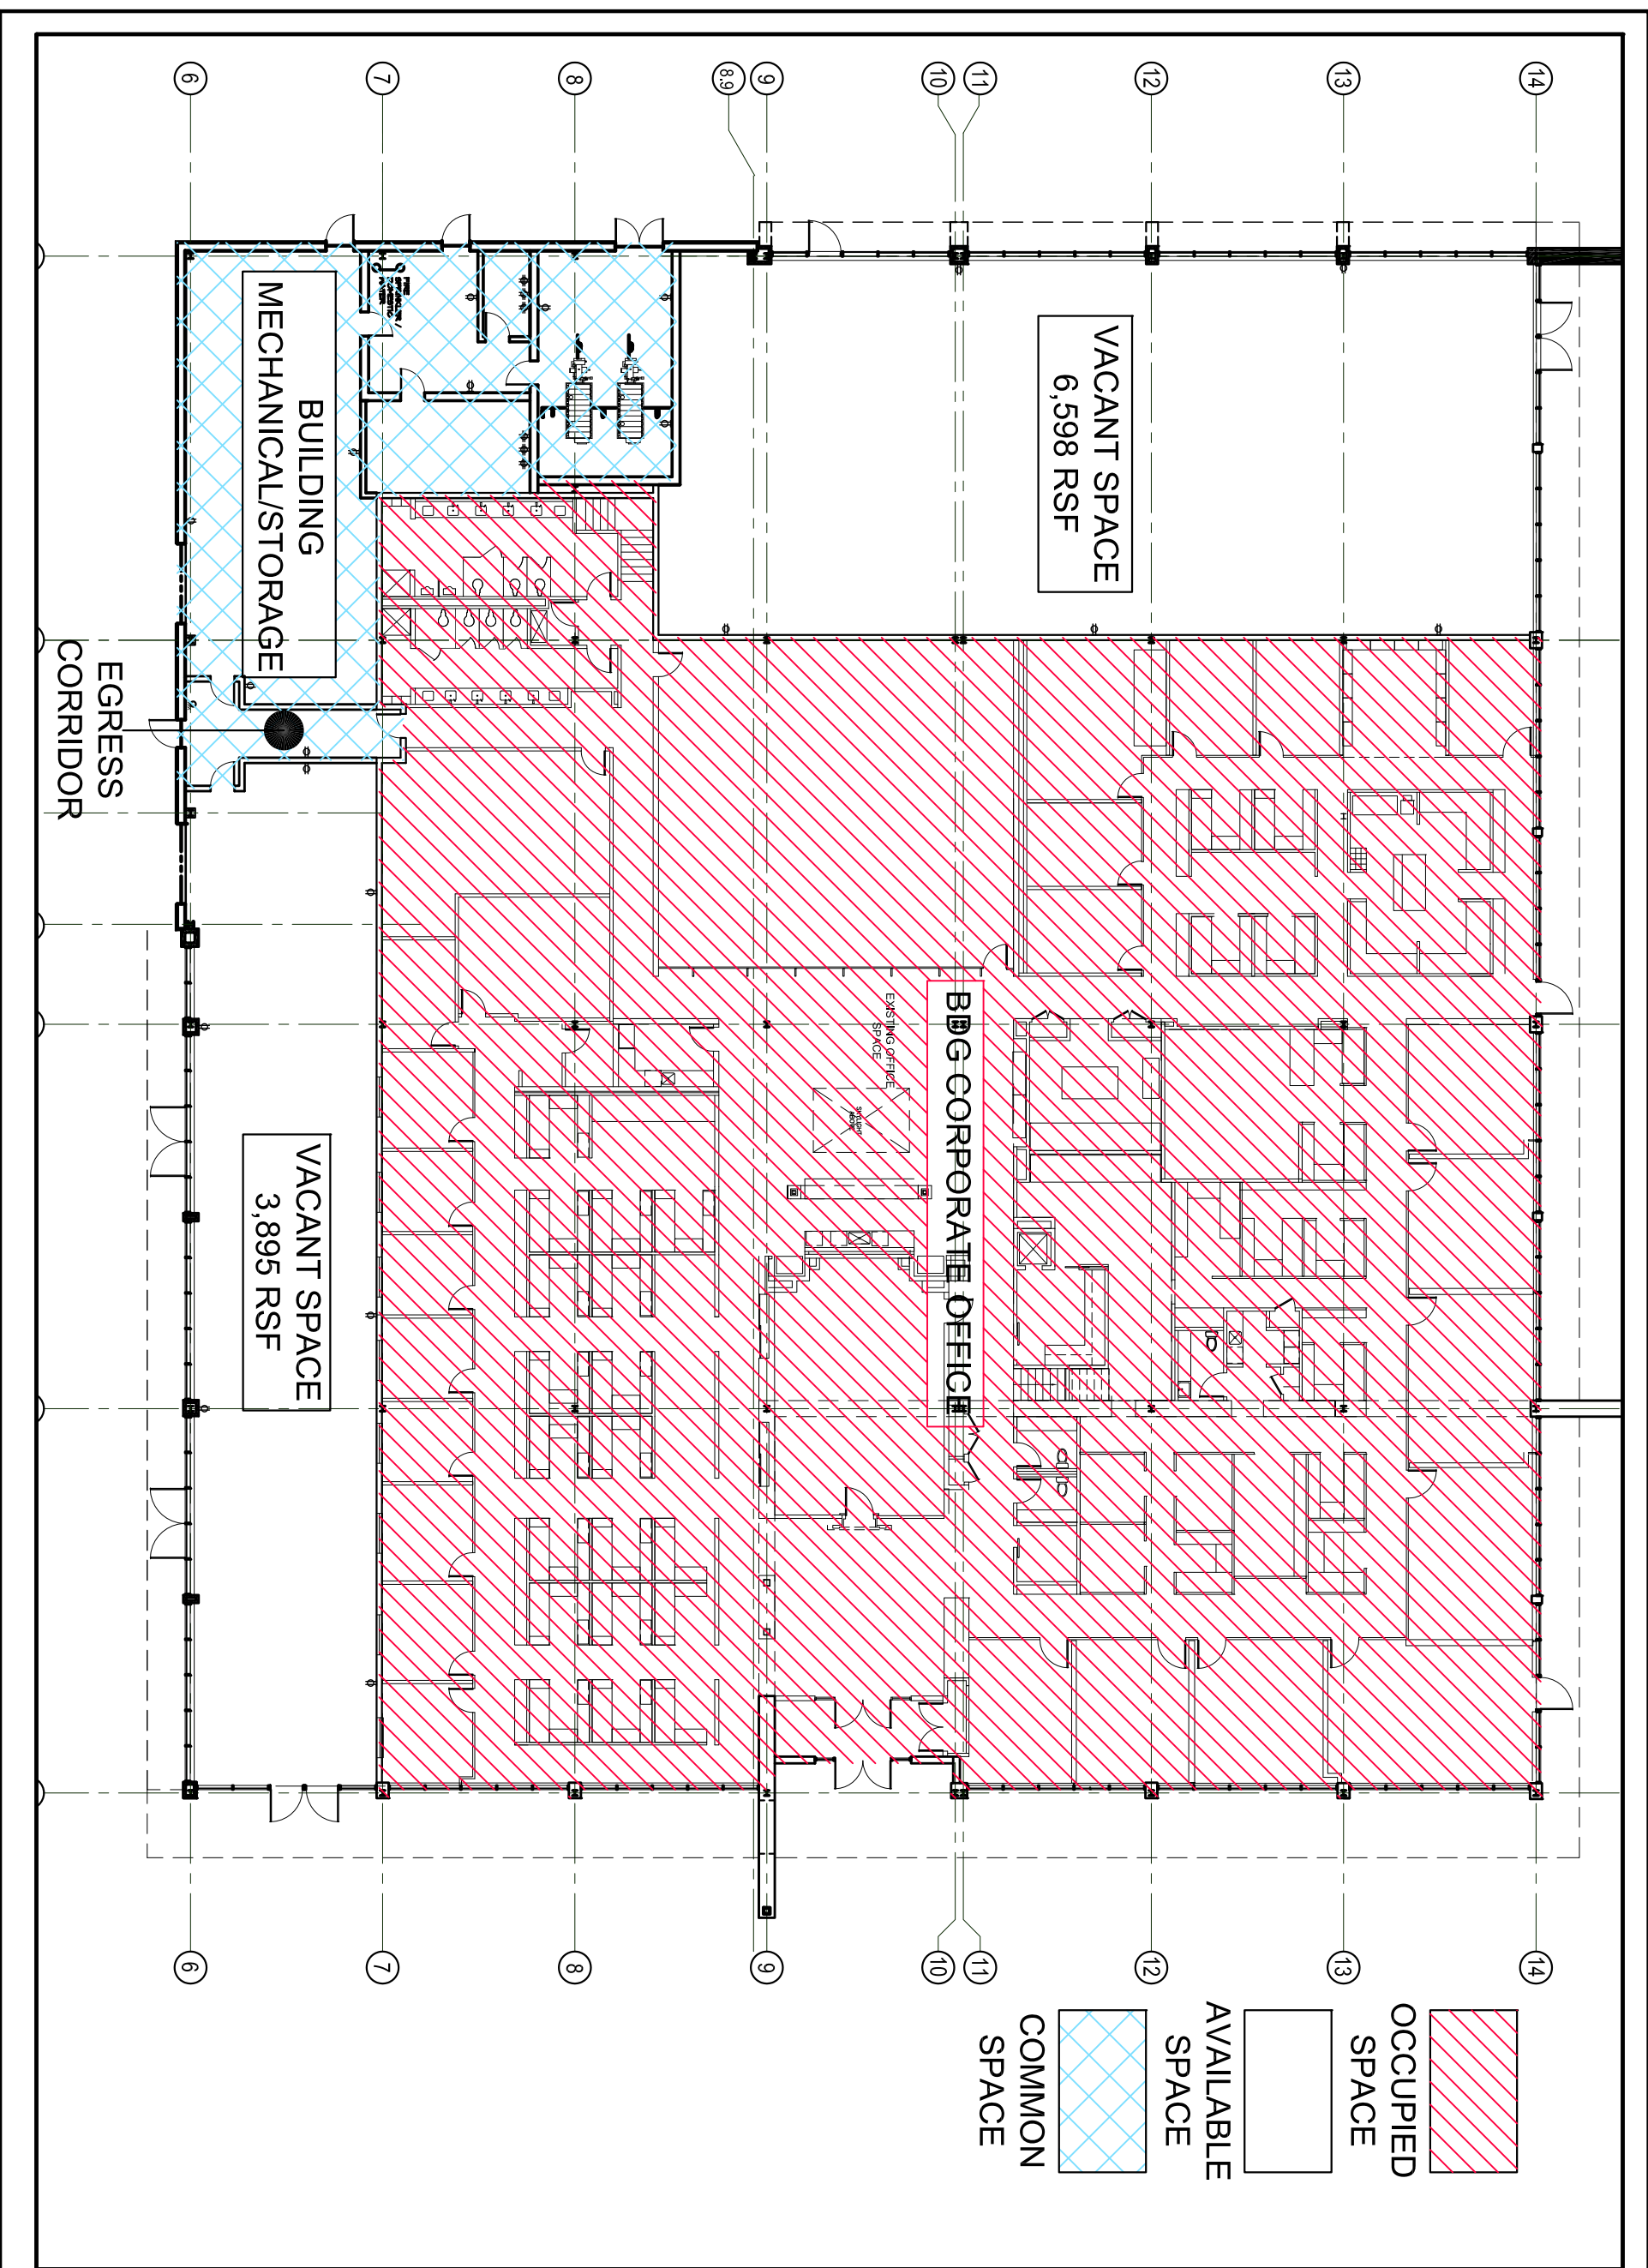 6
7
8
8.9
9
10
11
12
13
14
VACANT SPACE
6,598 RSF
BUILDING
MECHANICAL/STORAGE
EGRESS
CORRIDOR
EXISTING OFFICE
SPACE
SKYLIGHT
ABOVE
BDG CORPORATE OFFICE
VACANT SPACE
3,895 RSF
6
7
8
9
10
11
12
13
14
OCCUPIED
SPACE
AVAILABLE
SPACE
COMMON
SPACE